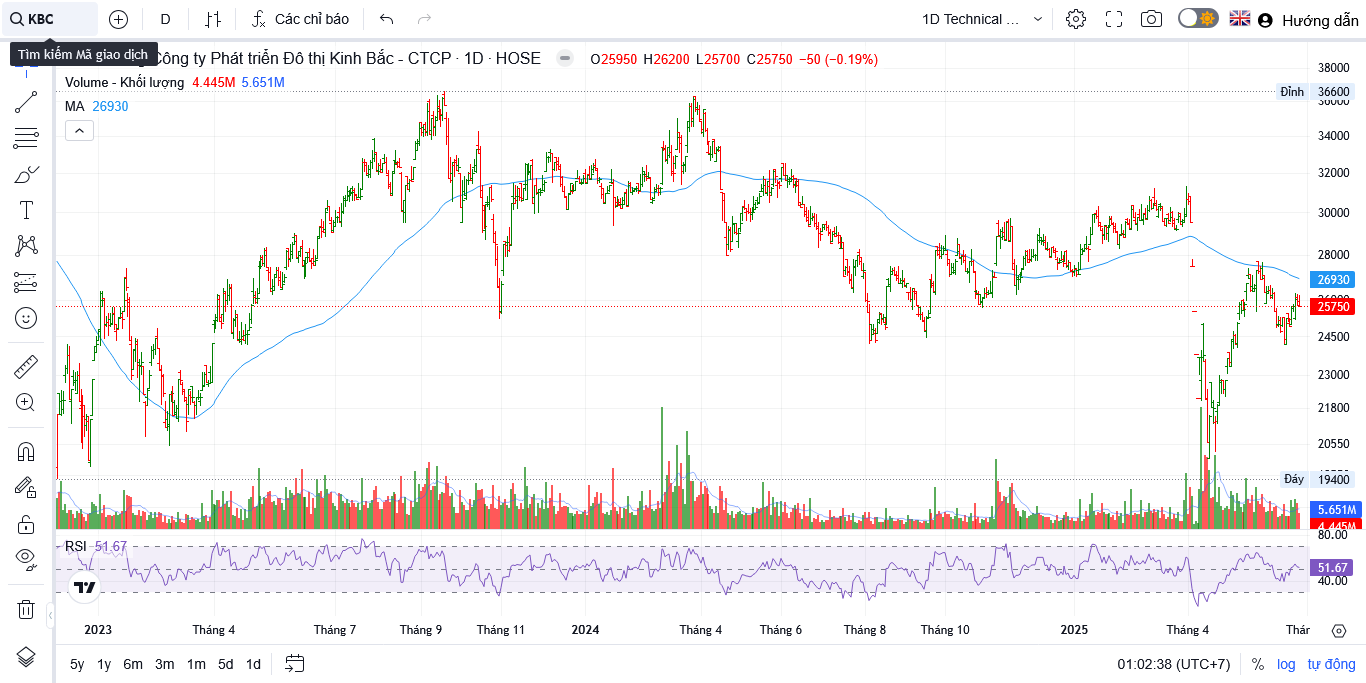 KBC
D
Các chỉ báo
1D Technical ...
Hướng dẫn
Tìm kiếm Mã giao dịch
Công ty Phát triển Đô thị Kinh Bắc - CTCP · 1D · HOSE
O25950 H26200 L25700 C25750 −50 (−0.19%)
Volume - Khối lượng 4.445M 5.651M
MA 26930
38000
Đỉnh 36600
36000
34000
32000
30000
28000
26930
25750
24500
23000
21800
20550
Đáy 19400
5.651M
4.445M
80.00
RSI 51.67
51.67
40.00
2023 Tháng 4 Tháng 7 Tháng 9 Tháng 11 2024 Tháng 4 Tháng 6 Tháng 8 Tháng 10 2025 Tháng 4 Thár
5y 1y 6m 3m 1m 5d 1d
01:02:38 (UTC+7) % log tự động